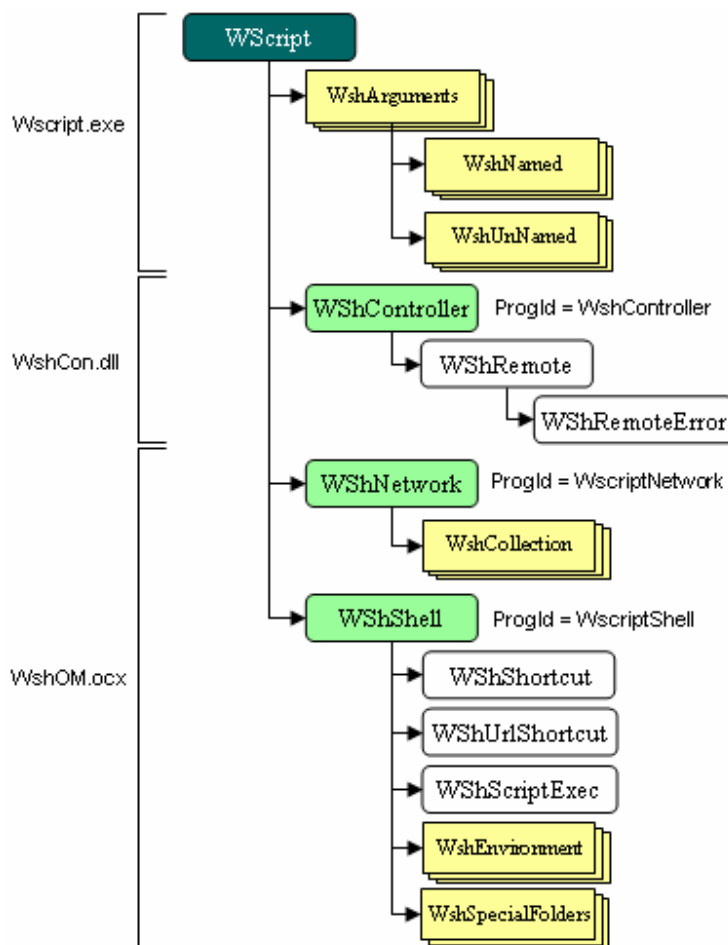 WScript
WshArguments
Wscript.exe
WshNamed
WshUnNamed
WShController
ProgId = WshController
WshCon.dll
WShRemote
WShRemoteError
WShNetwork
ProgId = WscriptNetwork
WshCollection
WShShell
ProgId = WscriptShell
WshOM.ocx
WShShortcut
WShUrlShortcut
WShScriptExec
WshEnvironment
WshSpecialFolders